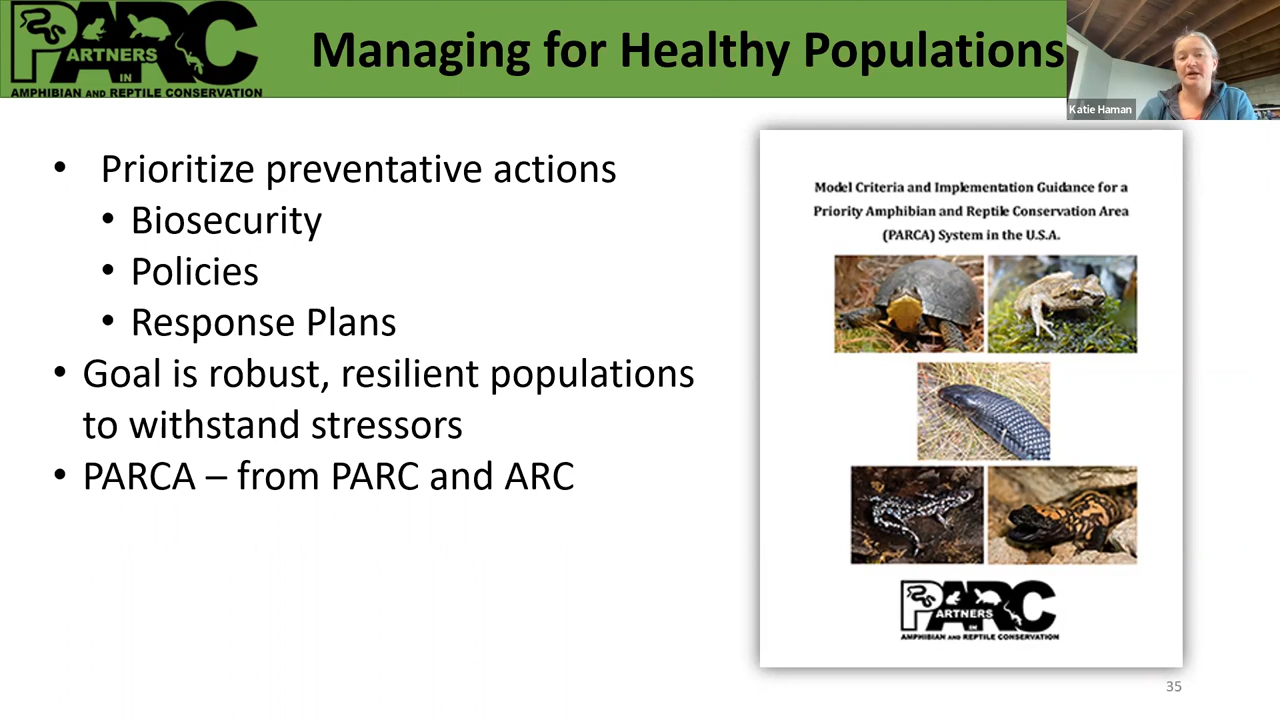 PARC
PARTNERS
IN
AMPHIBIAN AND REPTILE CONSERVATION
Managing for Healthy Populations
Katie Haman
• Prioritize preventative actions
• Biosecurity
• Policies
• Response Plans
• Goal is robust, resilient populations
to withstand stressors
• PARCA – from PARC and ARC
Model Criteria and Implementation Guidance for a
Priority Amphibian and Reptile Conservation Area
(PARCA) System in the U.S.A.
PARC
PARTNERS
IN
AMPHIBIAN AND REPTILE CONSERVATION
35